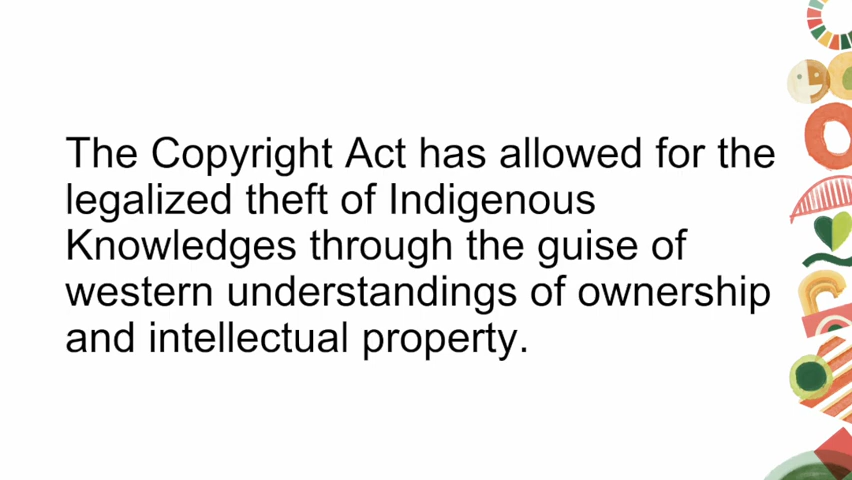 The Copyright Act has allowed for the
legalized theft of Indigenous
Knowledges through the guise of
western understandings of ownership
and intellectual property.